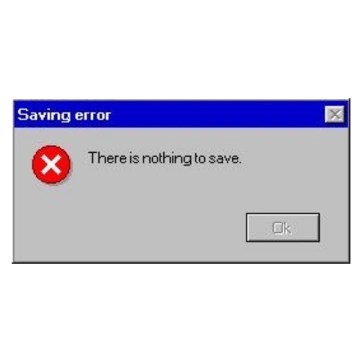 Saving error
There is nothing to save.
Ok